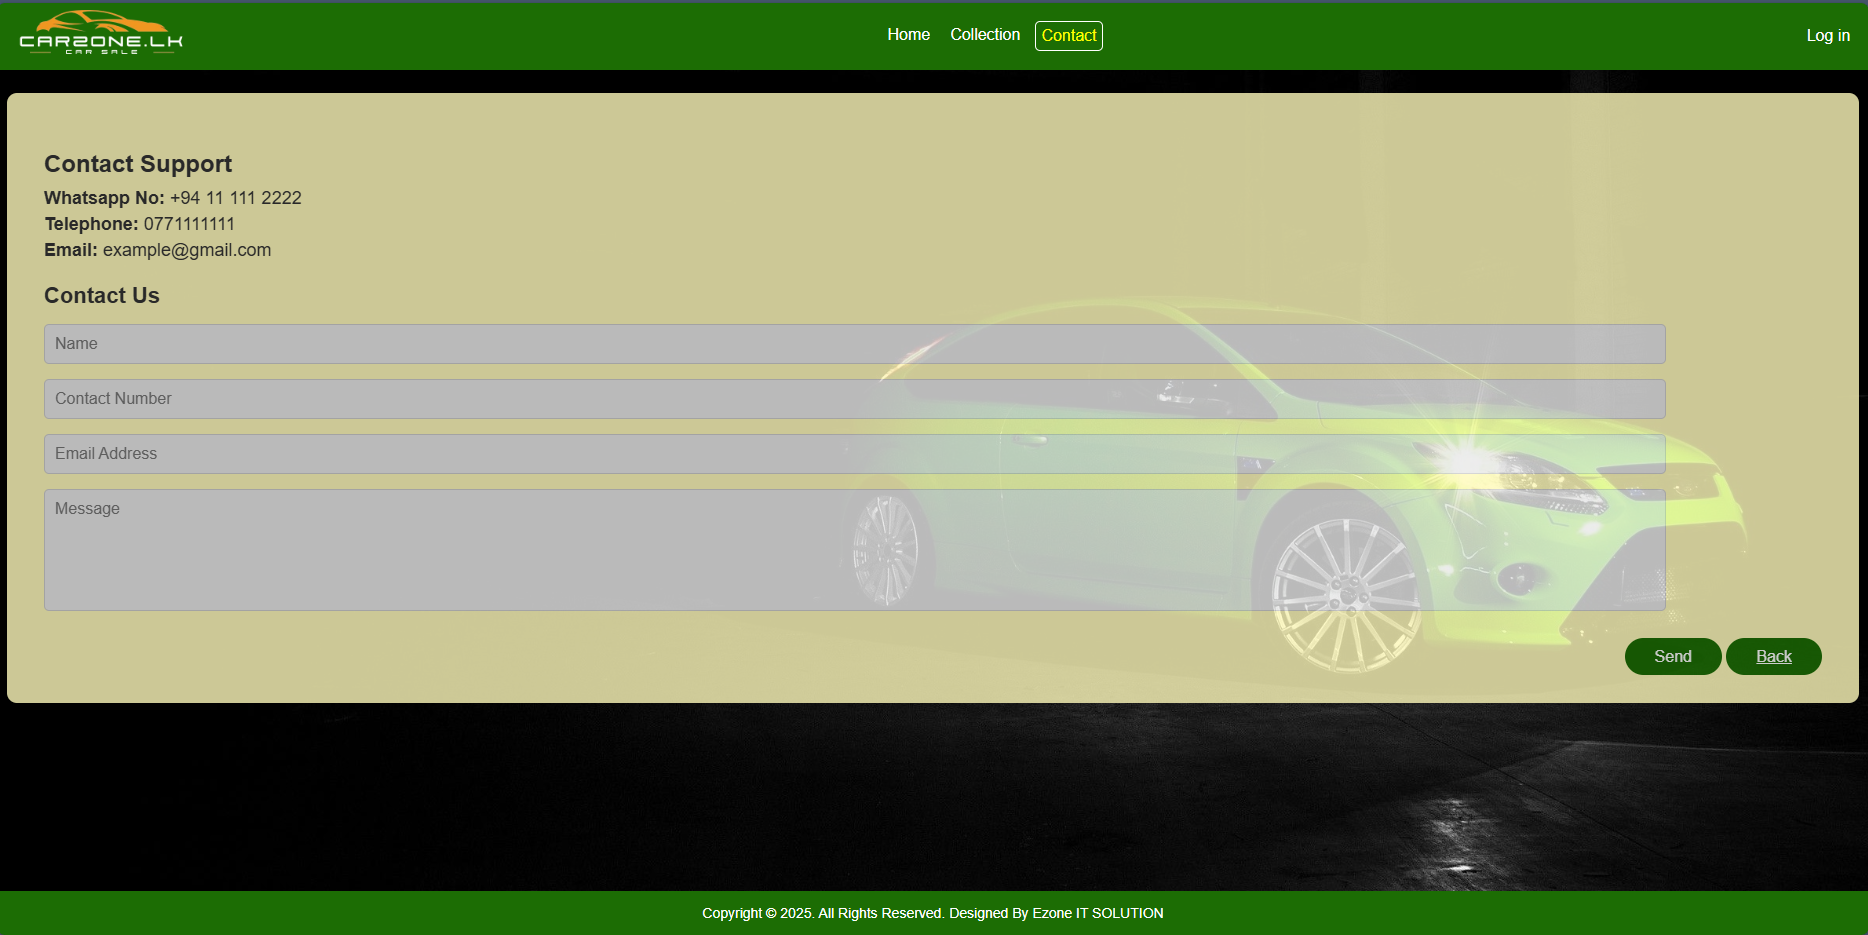 CARZONE.LK
CAR SALE
Home
Collection
Contact
Log in
Contact Support
Whatsapp No: +94 11 111 2222
Telephone: 0771111111
Email: example@gmail.com
Contact Us
Name
Contact Number
Email Address
Message
Send
Back
Copyright © 2025. All Rights Reserved. Designed By Ezone IT SOLUTION